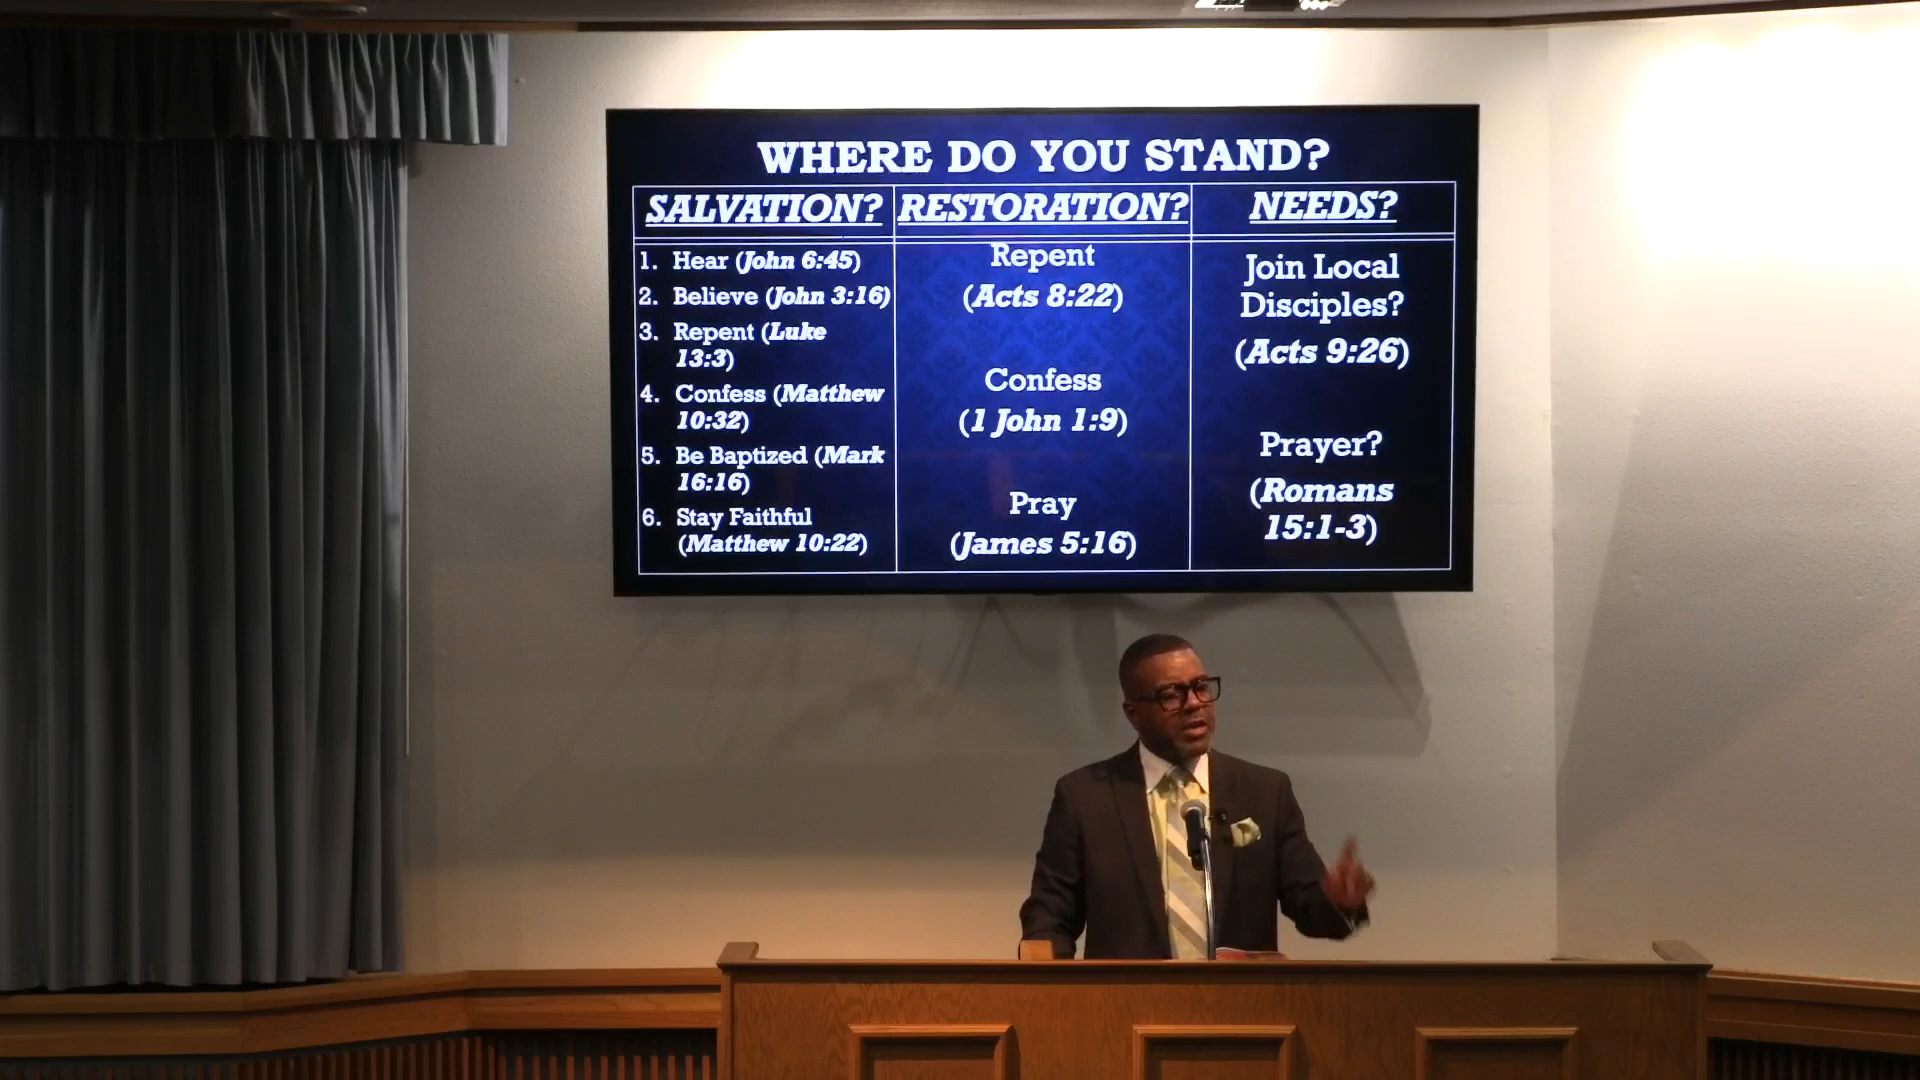 WHERE DO YOU STAND?
SALVATION?
1. Hear (John 6:45)
2. Believe (John 3:16)
3. Repent (Luke
13:3)
4. Confess (Matthew
10:32)
5. Be Baptized (Mark
16:16)
6. Stay Faithful
(Matthew 10:22)
RESTORATION?
Repent
(Acts 8:22)
Confess
(1 John 1:9)
Pray
(James 5:16)
NEEDS?
Join Local
Disciples?
(Acts 9:26)
Prayer?
(Romans
15:1-3)